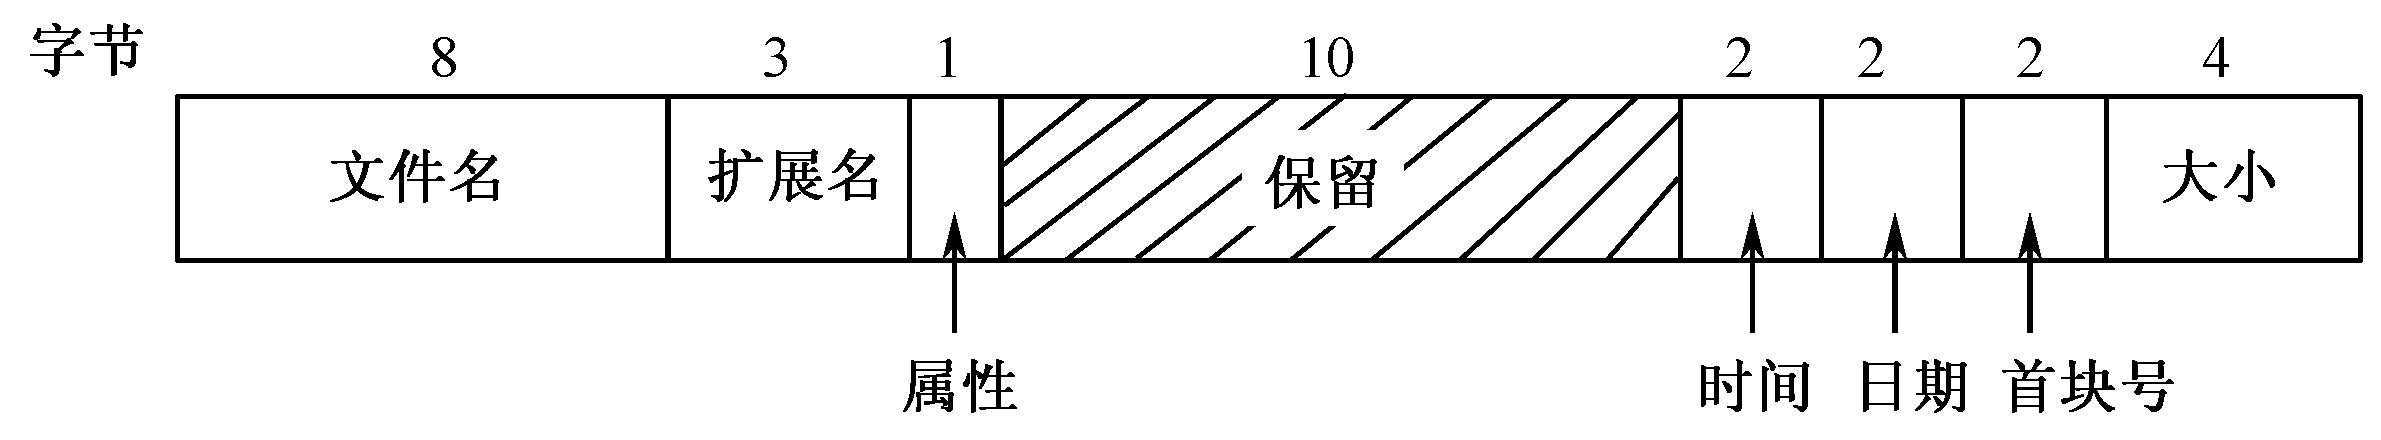 字节 8 3 1 10 2 2 2 4
文件名 扩展名 保留 大小
属性 时间 日期 首块号